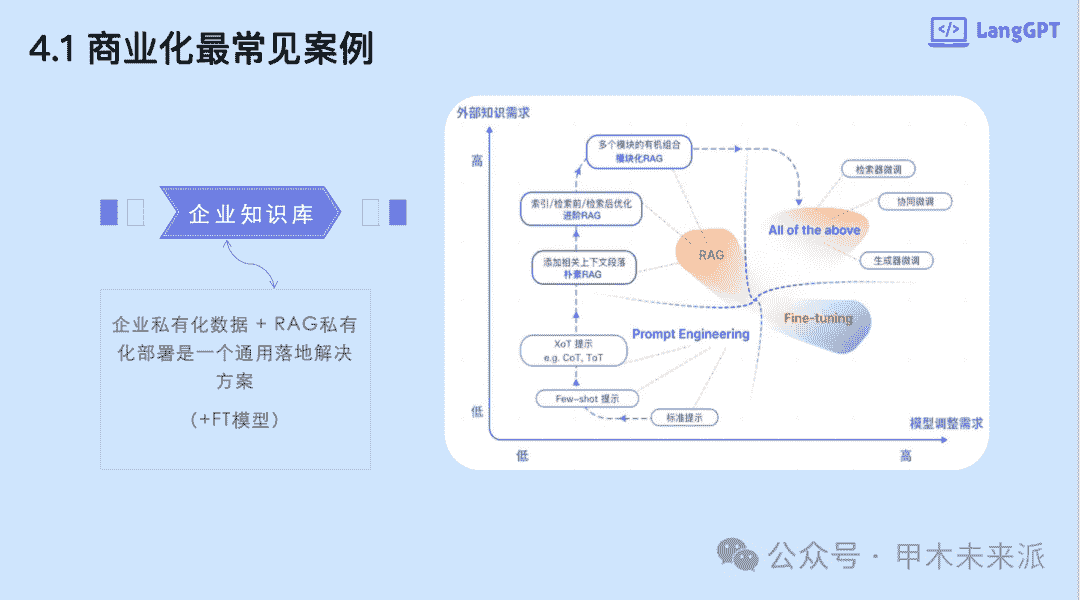 4.1 商业化最常见案例
</> LangGPT
企业知识库
企业私有化数据 + RAG私有
化部署是一个通用落地解决
方案
(+FT模型)
外部知识需求
高
多个模块的有机组合
模块化RAG
检索器微调
索引/检索前/检索后优化
进阶RAG
协同微调
All of the above
RAG
添加相关上下文段落
朴素RAG
生成器微调
Fine-tuning
Prompt Engineering
XoT 提示
e.g. CoT, ToT
Few-shot 提示
低
标准提示
模型调整需求
低
高
公众号 · 甲木未来派